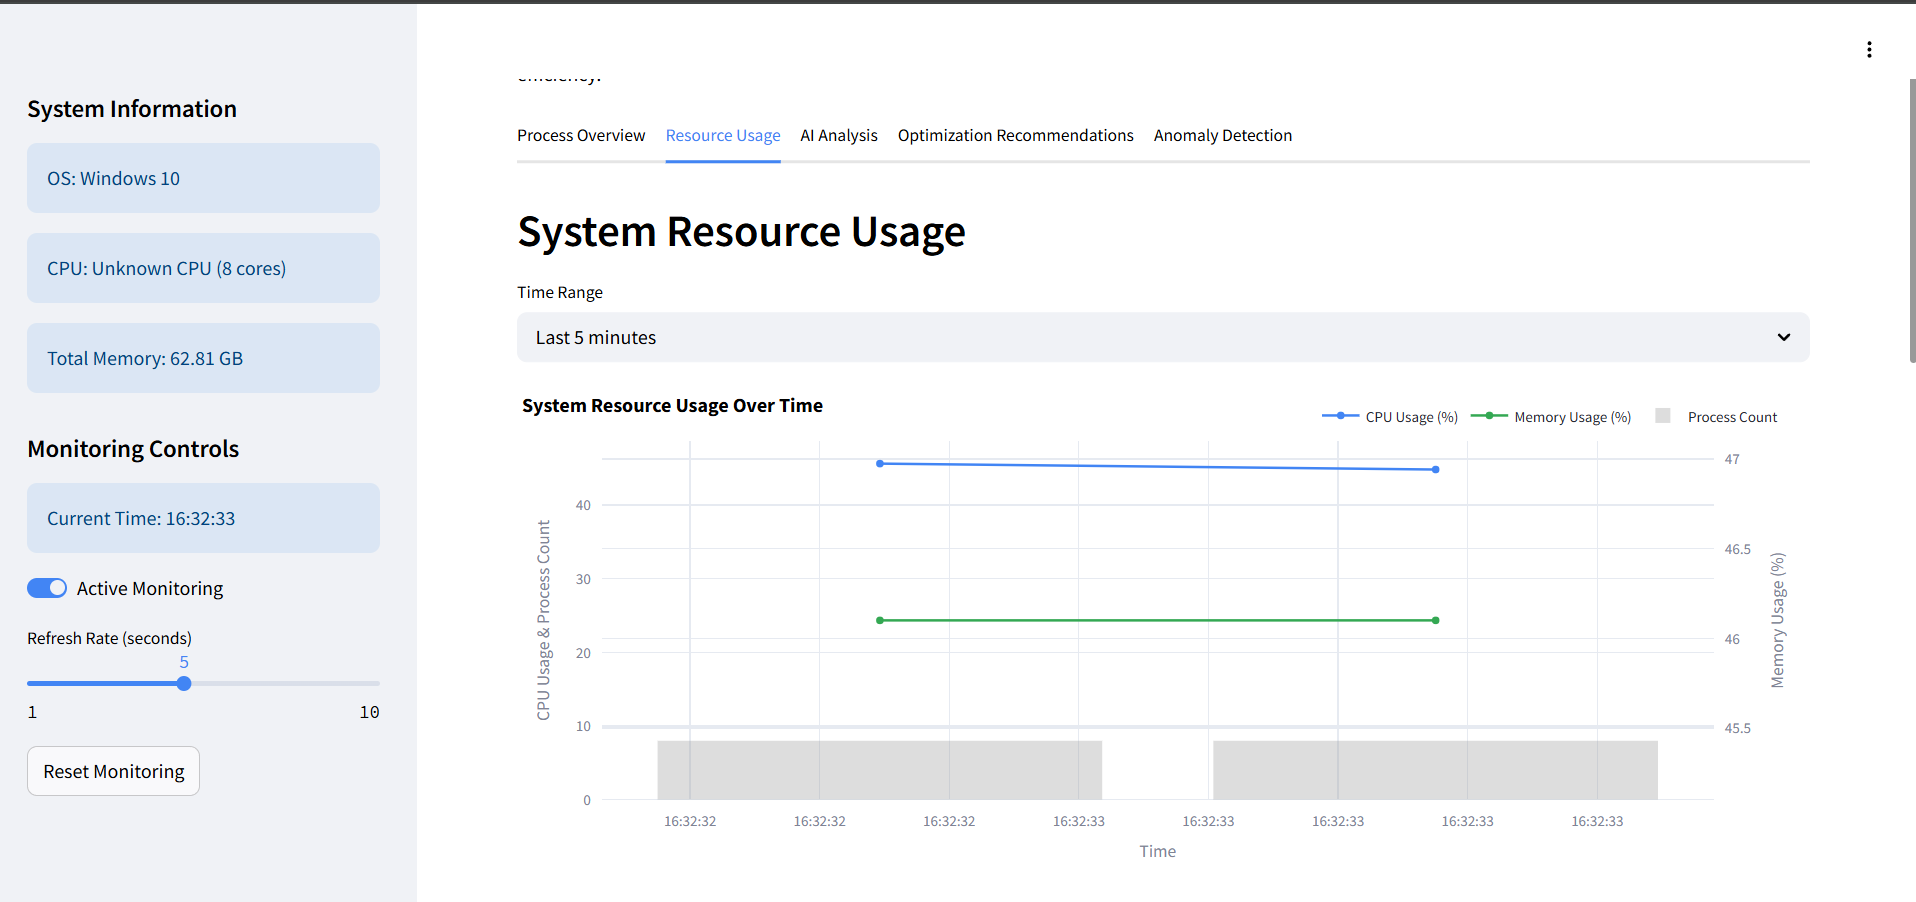 System Information
OS: Windows 10
CPU: Unknown CPU (8 cores)
Total Memory: 62.81 GB
Monitoring Controls
Current Time: 16:32:33
Active Monitoring
Refresh Rate (seconds)
5
1 10
Reset Monitoring
efficiency.
Process Overview Resource Usage AI Analysis Optimization Recommendations Anomaly Detection
System Resource Usage
Time Range
Last 5 minutes
System Resource Usage Over Time
CPU Usage (%) Memory Usage (%) Process Count
CPU Usage & Process Count
40
30
20
10
0
47
46.5
46
45.5
Memory Usage (%)
16:32:32 16:32:32 16:32:32 16:32:33 16:32:33 16:32:33 16:32:33 16:32:33
Time